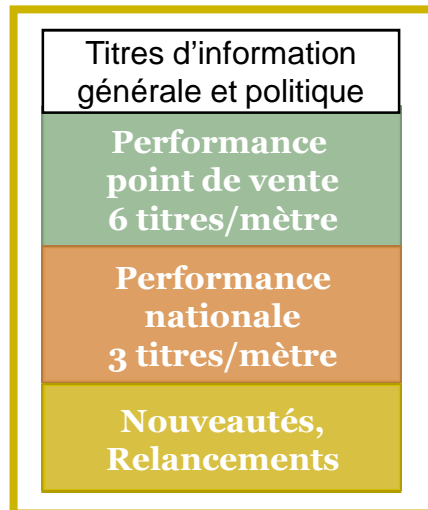 Titres d’information
générale et politique
Performance
point de vente
6 titres/mètre
Performance
nationale
3 titres/mètre
Nouveautés,
Relancements